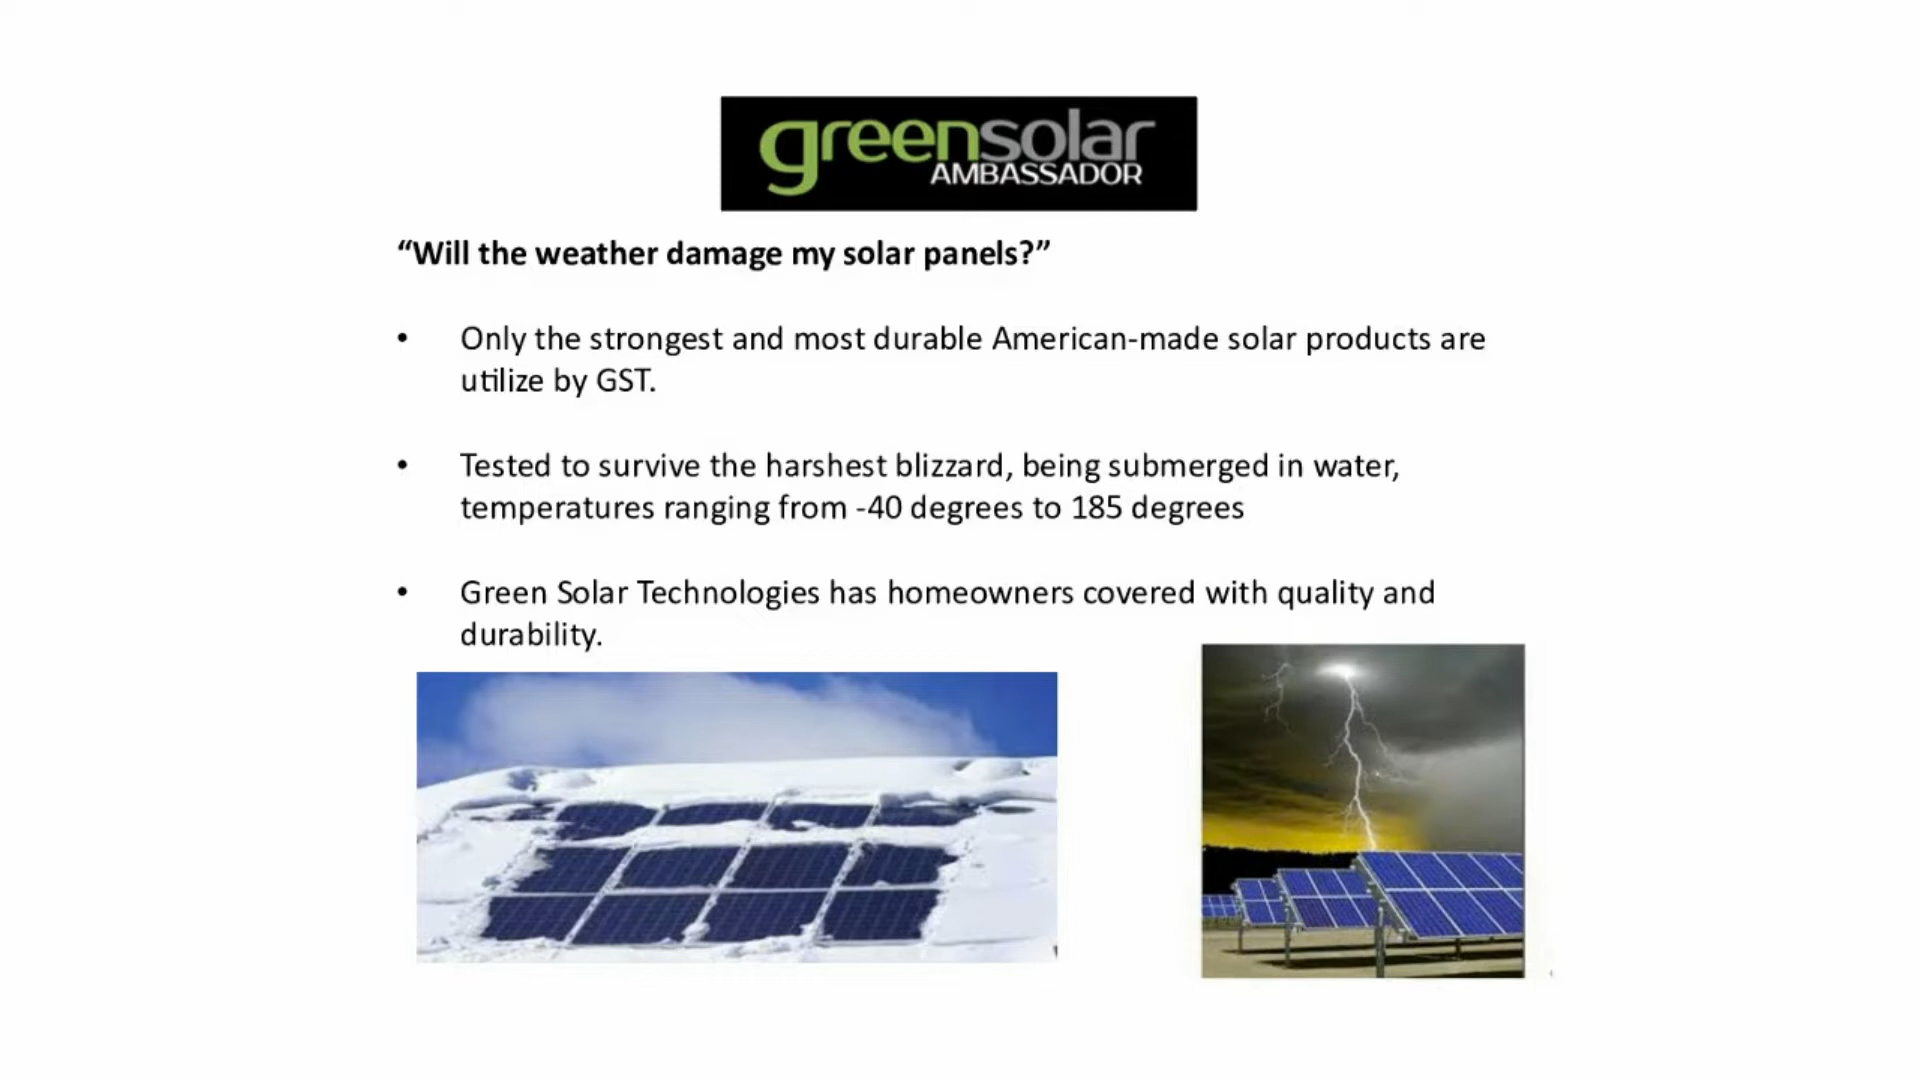 greensolar
AMBASSADOR
“Will the weather damage my solar panels?”
• Only the strongest and most durable American-made solar products are
utilize by GST.
• Tested to survive the harshest blizzard, being submerged in water,
temperatures ranging from -40 degrees to 185 degrees
• Green Solar Technologies has homeowners covered with quality and
durability.